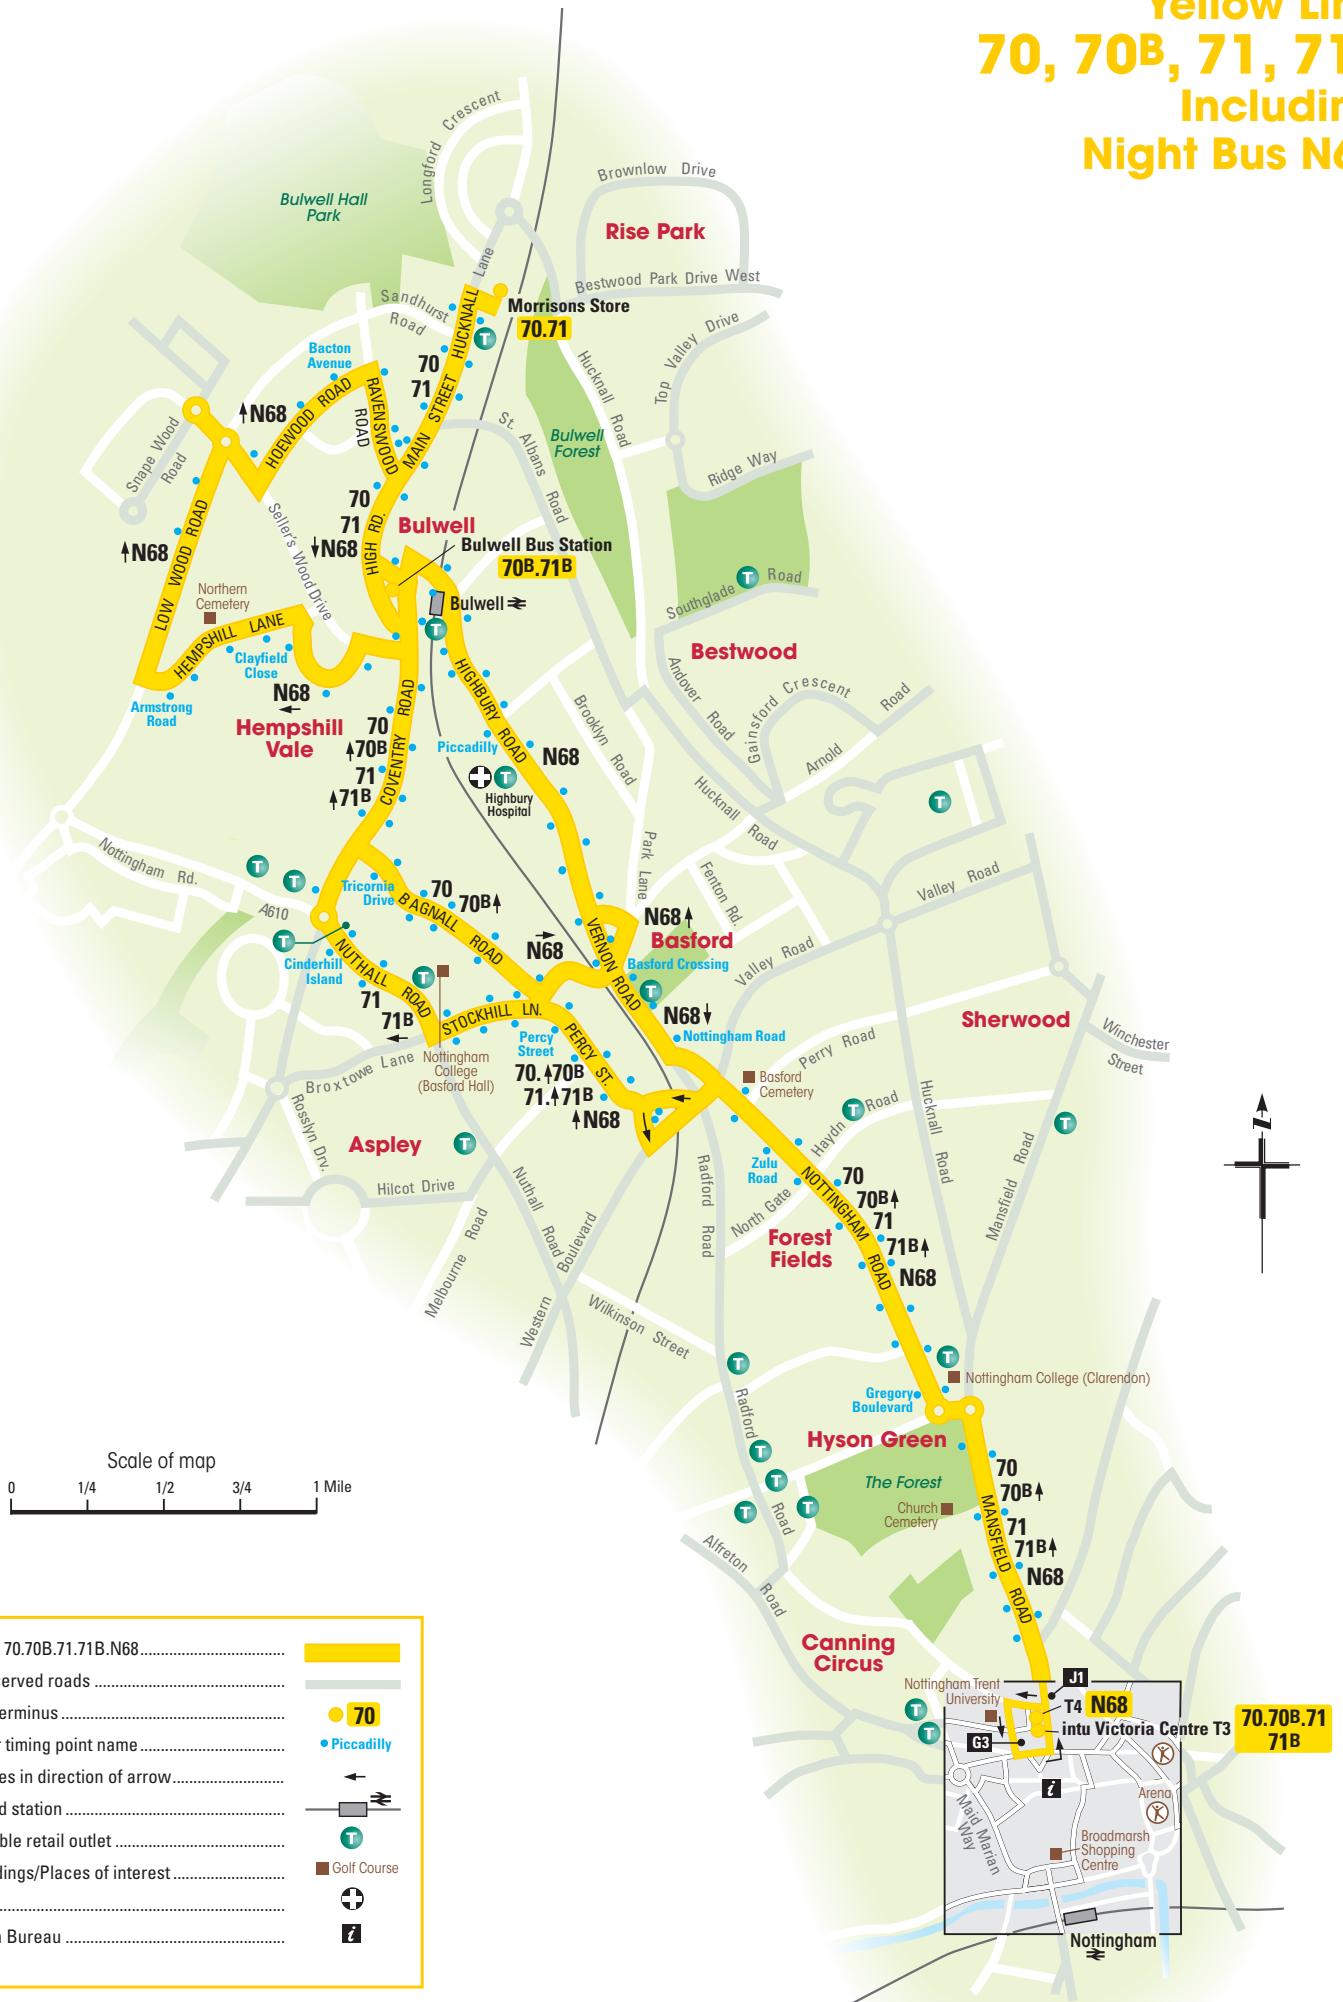 Yellow Lin
70, 70B, 71, 71
Includin
Night Bus N6
Longford Crescent
Brownlow Drive
Bulwell Hall
Park
Rise Park
Lane
Bestwood Park Drive West
Sandhurst
Road
HUCKNALL
Morrisons Store
70.71
Top Valley Drive
Bacton
Avenue
70
71
MAIN STREET
Hucknall Road
HOEWOOD ROAD
RAVENSWOOD
ROAD
N68
St. Albans Road
Bulwell
Forest
Snape Wood
Road
Ridge Way
70
71
N68
HIGH RD.
Bulwell
Bulwell Bus Station
70B.71B
N68
LOW WOOD ROAD
Seller's Wood Drive
Northern
Cemetery
Bulwell
Southglade Road
HEMPSHILL LANE
Clayfield
Close
Bestwood
HIGHBURY ROAD
Andover Road
Gainsford Crescent
Arnold Road
N68
Armstrong
Road
Hempshill
Vale
COVENTRY ROAD
70
70B
71
71B
Piccadilly
N68
Brooklyn Road
Highbury
Hospital
Hucknall Road
Nottingham Rd.
Park Lane
Fenton Rd.
Valley Road
A610
Tricornia
Drive
70
70B
BAGNALL ROAD
N68
N68
Basford
Basford Crossing
VERNON ROAD
Valley Road
Cinderhill
Island
NUTHALL ROAD
71
71B
STOCKHILL LN.
N68
Nottingham Road
Sherwood
Winchester
Street
Percy
Street
PERCY ST.
Nottingham
College
(Basford Hall)
Broxtowe Lane
70. 70B
71. 71B
N68
Perry Road
Basford
Cemetery
Haydn Road
Hucknall Road
Rosslyn Drv.
Aspley
Zulu
Road
Mansfield Road
Hilcot Drive
Nuthall Road
Radford Road
North Gate
NOTTINGHAM ROAD
70
70B
71
71B
N68
Forest
Fields
Melbourne Road
Western Boulevard
Wilkinson Street
Radford Road
Nottingham College (Clarendon)
Gregory
Boulevard
Hyson Green
The Forest
Church
Cemetery
70
70B
71
71B
N68
MANSFIELD ROAD
Alfreton Road
Scale of map
0 1/4 1/2 3/4 1 Mile
Canning
Circus
70.70B.71.71B.N68
served roads
erminus
70
r timing point name
Piccadilly
es in direction of arrow
d station
ble retail outlet
T
dings/Places of interest
Golf Course
n Bureau
i
Nottingham Trent
University
J1
T4 N68
intu Victoria Centre T3
70.70B.71
71B
G3
i
Maid Marian
Way
Arena
Broadmarsh
Shopping
Centre
Nottingham